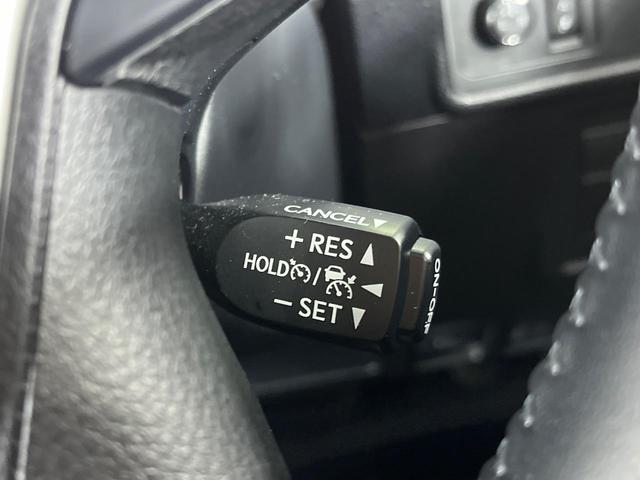 CANCEL▼
+ RES ▲
HOLD / ◀
− SET ▼
ON-OFF